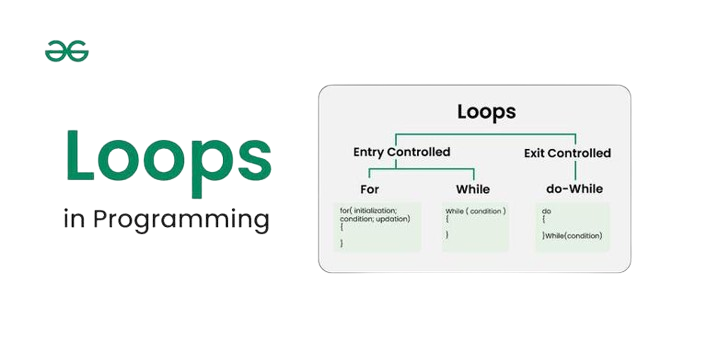 Loops
in Programming
Loops
Entry Controlled
Exit Controlled
For
While
do-While
for( initialization;
condition; updation)
{
}
While ( condition )
{
}
do
{
}While(condition)